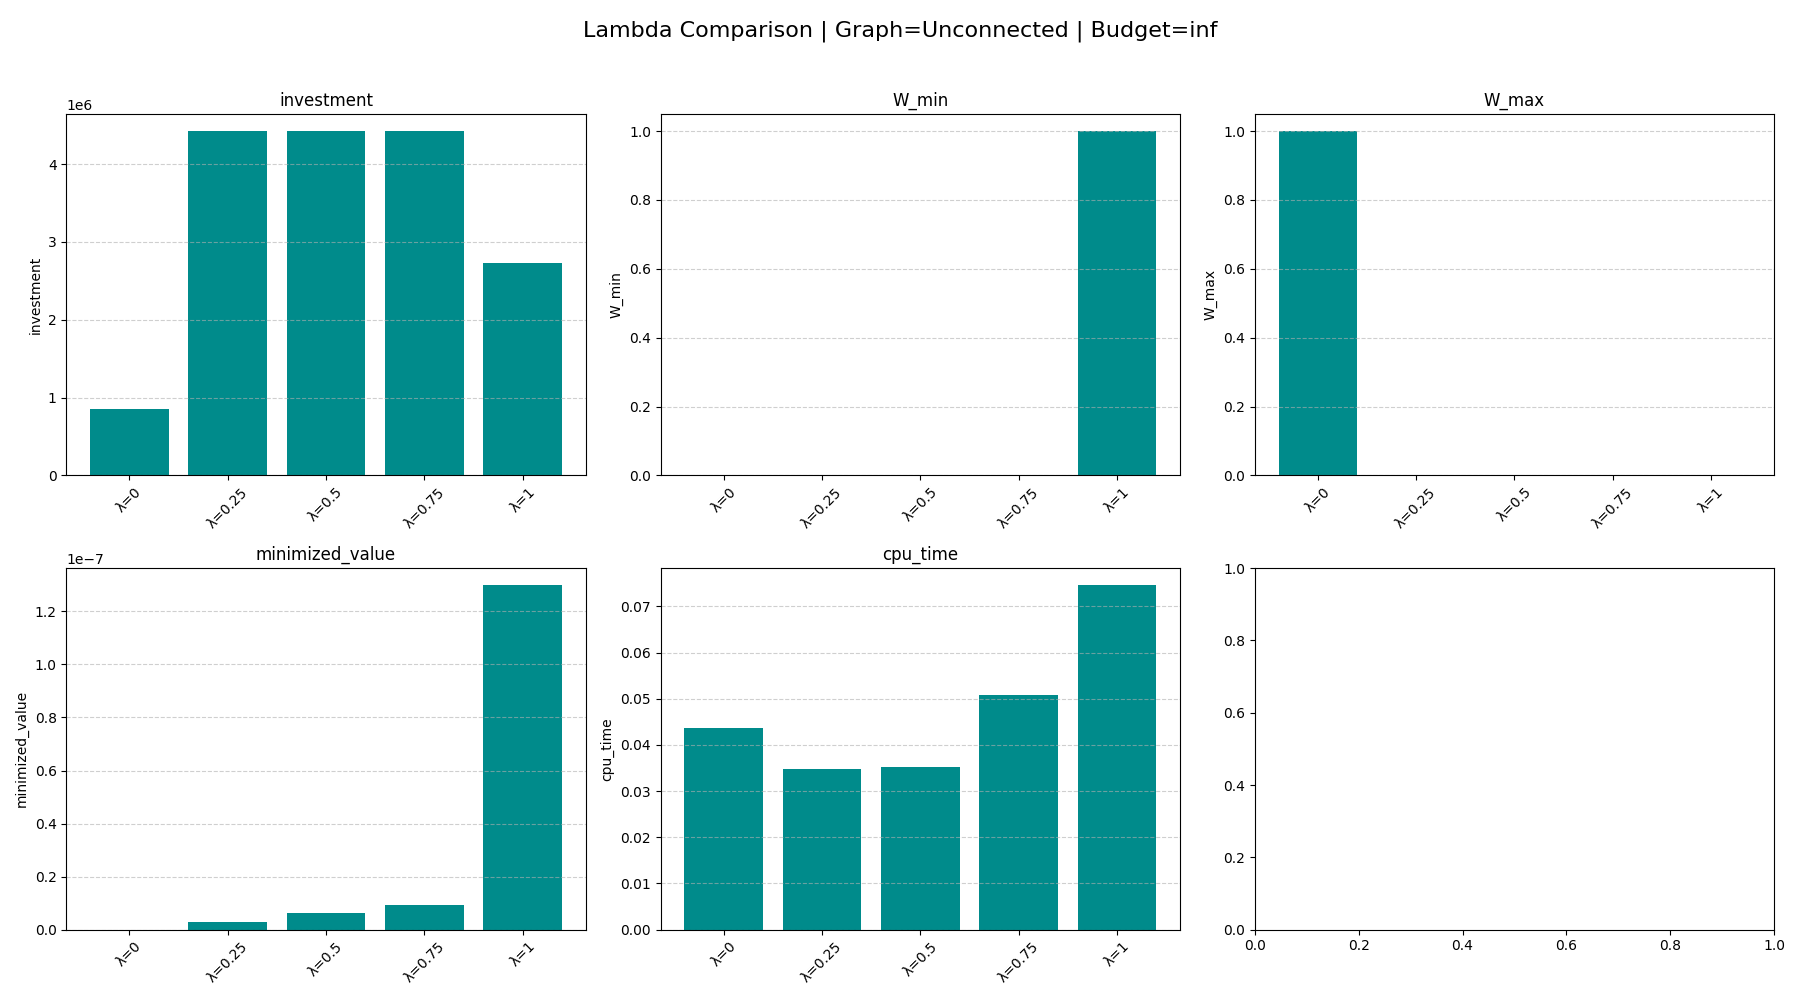 Lambda Comparison | Graph=Unconnected | Budget=inf
investment
1e6
investment
0
1
2
3
4
λ=0
λ=0.25
λ=0.5
λ=0.75
λ=1
W_min
W_min
0.0
0.2
0.4
0.6
0.8
1.0
λ=0
λ=0.25
λ=0.5
λ=0.75
λ=1
W_max
W_max
0.0
0.2
0.4
0.6
0.8
1.0
λ=0
λ=0.25
λ=0.5
λ=0.75
λ=1
minimized_value
1e−7
minimized_value
0.0
0.2
0.4
0.6
0.8
1.0
1.2
λ=0
λ=0.25
λ=0.5
λ=0.75
λ=1
cpu_time
cpu_time
0.00
0.01
0.02
0.03
0.04
0.05
0.06
0.07
λ=0
λ=0.25
λ=0.5
λ=0.75
λ=1
0.0
0.2
0.4
0.6
0.8
1.0
0.0
0.2
0.4
0.6
0.8
1.0